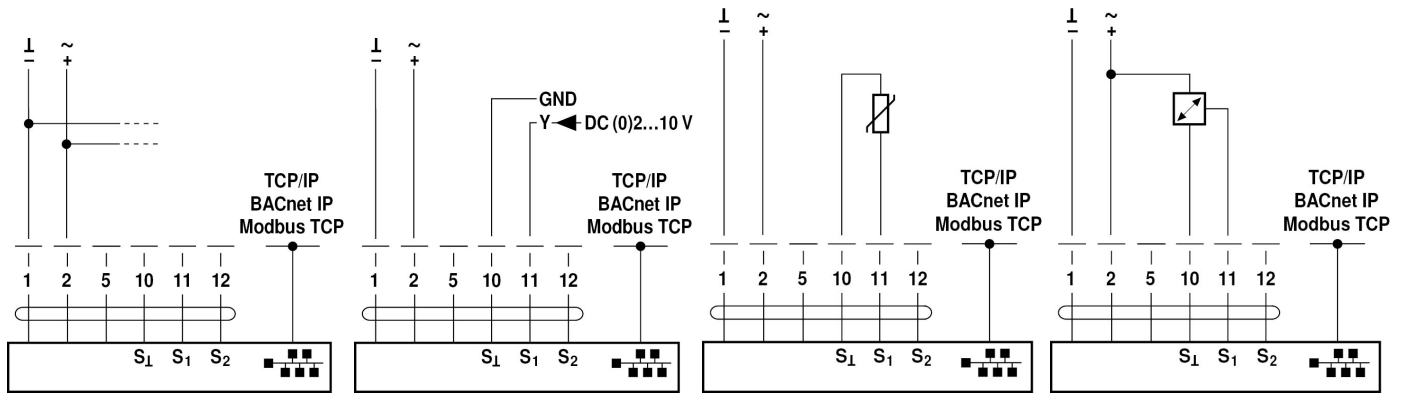 ⊥ ~
– +
TCP/IP
BACnet IP
Modbus TCP
1 2 5 10 11 12
S⊥ S1 S2
⊥ ~
– +
GND
Y DC (0)2...10 V
TCP/IP
BACnet IP
Modbus TCP
1 2 5 10 11 12
S⊥ S1 S2
⊥ ~
– +
TCP/IP
BACnet IP
Modbus TCP
1 2 5 10 11 12
S⊥ S1 S2
⊥ ~
– +
TCP/IP
BACnet IP
Modbus TCP
1 2 5 10 11 12
S⊥ S1 S2